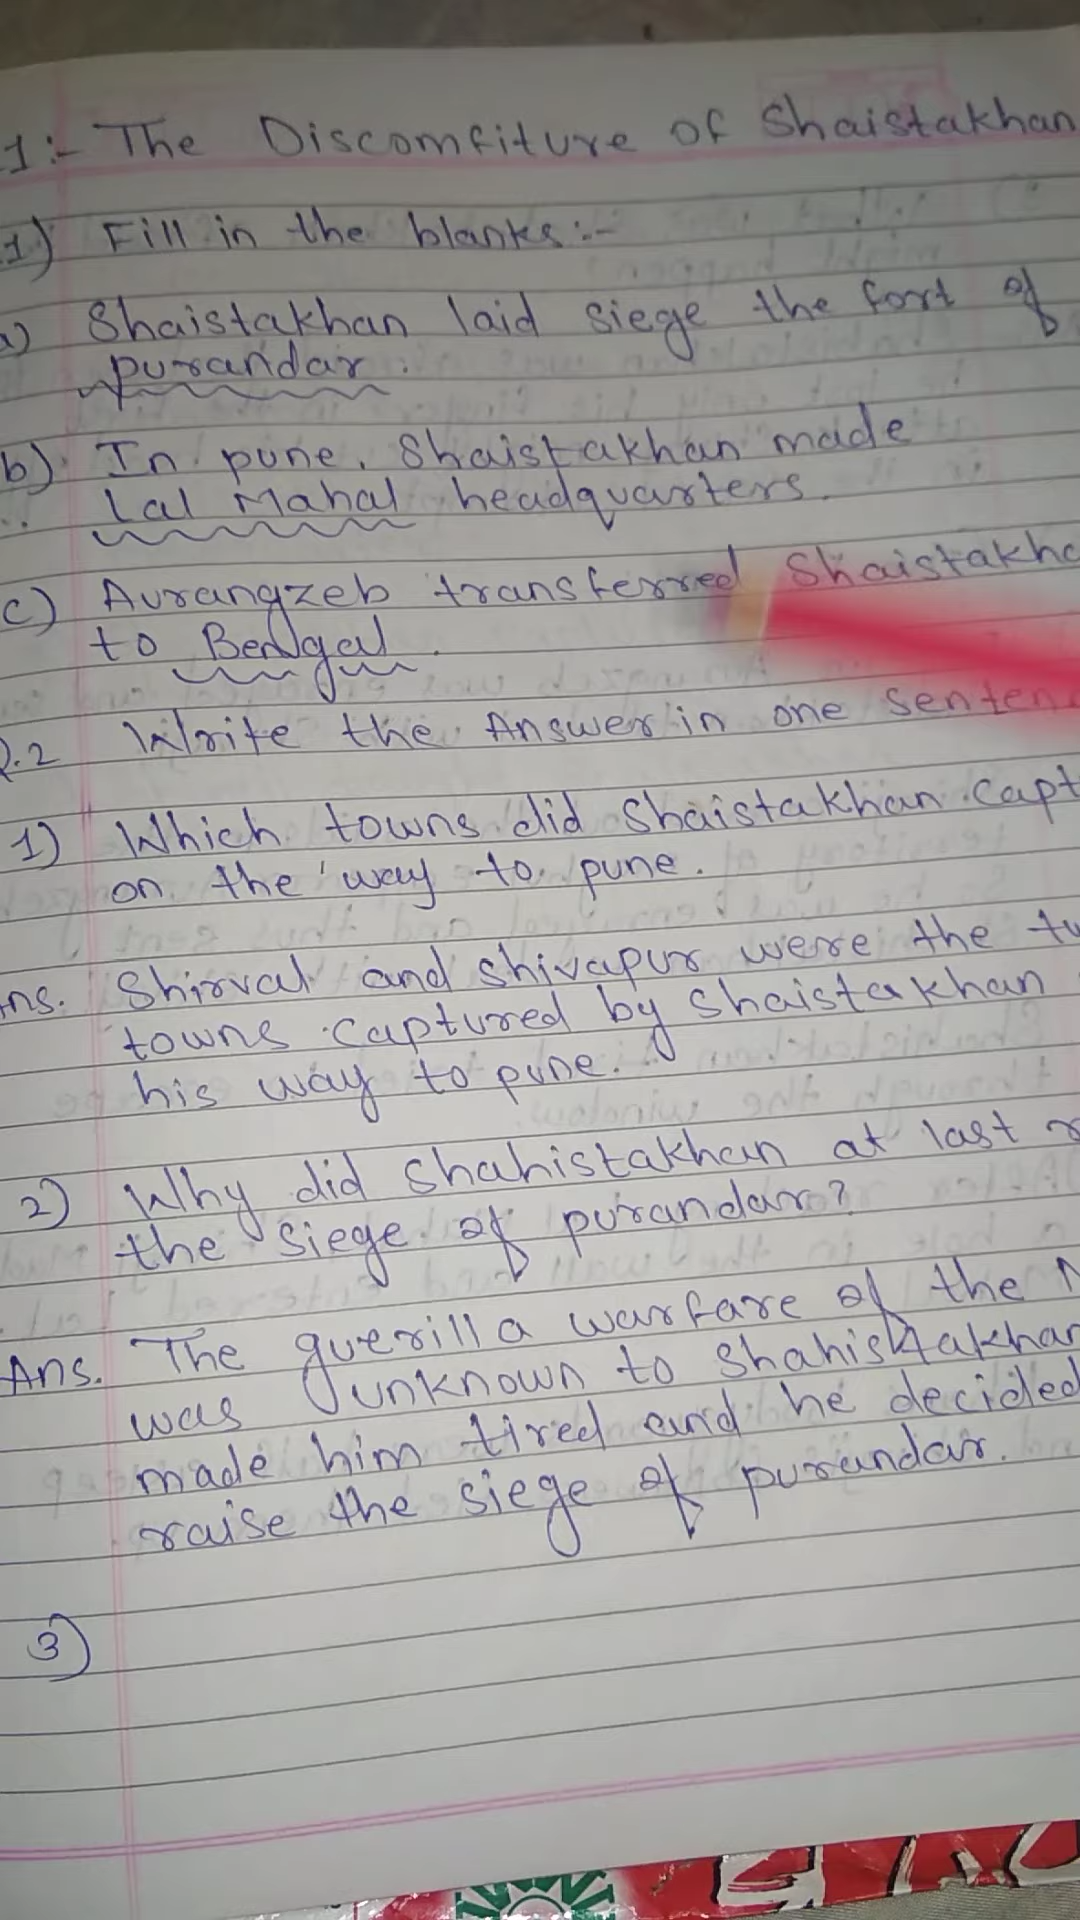 1:- The Discomfiture of Shaistakhan
1) Fill in the blanks:-
a) Shaistakhan laid siege the fort of
purandar.
b) In pune, Shaistakhan made
Lal Mahal headquarters.
c) Aurangzeb transferred Shaistakha
to Bengal.
Q.2 Write the Answer in one senten
1) Which towns did Shaistakhan capt
on the way to pune.
Ans. Shirval and shivapur were the tw
towns captured by Shaistakhan
his way to pune.
2) Why did Shahistakhan at last r
the siege of purandar?
Ans. The guerilla warfare of the
was unknown to Shahistakhan
made him tired and he decided
raise the siege of purandar.
3)